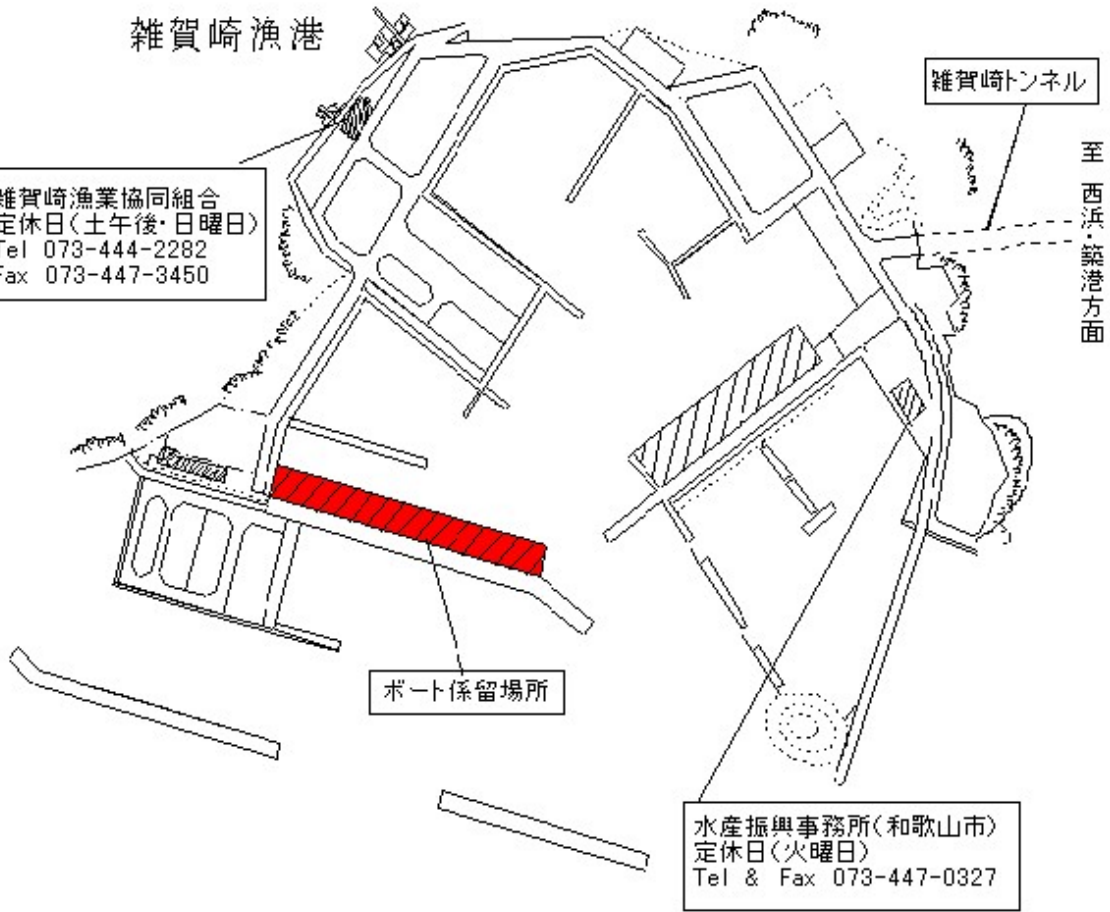 雑賀崎漁港
雑賀崎トンネル
至 西浜・築港方面
雑賀崎漁業協同組合
定休日(土午後・日曜日)
Tel 073-444-2282
Fax 073-447-3450
ボート係留場所
水産振興事務所(和歌山市)
定休日(火曜日)
Tel & Fax 073-447-0327